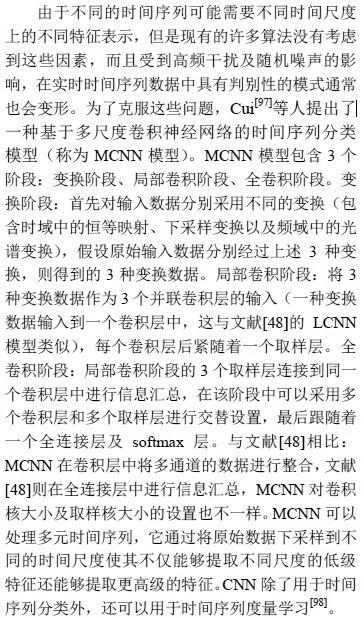 由于不同的时间序列可能需要不同时间尺度
上的不同特征表示，但是现有的许多算法没有考虑
到这些因素，而且受到高频干扰及随机噪声的影
响，在实时时间序列数据中具有判别性的模式通常
也会变形。为了克服这些问题，Cui[97]等人提出了
一种基于多尺度卷积神经网络的时间序列分类
模型（称为 MCNN 模型）。MCNN 模型包含 3 个
阶段：变换阶段、局部卷积阶段、全卷积阶段。变
换阶段：首先对输入数据分别采用不同的变换（包
含时域中的恒等映射、下采样变换以及频域中的光
谱变换），假设原始输入数据分别经过上述 3 种变
换，则得到的 3 种变换数据。局部卷积阶段：将 3
种变换数据作为 3 个并联卷积层的输入（一种变换
数据输入到一个卷积层中，这与文献[48]的 LCNN
模型类似），每个卷积层后紧随着一个取样层。全
卷积阶段：局部卷积阶段的 3 个取样层连接到同一
个卷积层中进行信息汇总，在该阶段中可以采用多
个卷积层和多个取样层进行交替设置，最后跟随着
一个全连接层及 softmax 层。与文献[48]相比：
MCNN 在卷积层中将多通道的数据进行整合，文献
[48]则在全连接层中进行信息汇总，MCNN 对卷积
核大小及取样核大小的设置也不一样。MCNN 可以
处理多元时间序列，它通过将原始数据下采样到不
同的时间尺度使其不仅能够提取不同尺度的低级
特征还能够提取更高级的特征。CNN 除了用于时间
序列分类外，还可以用于时间序列度量学习[98]。